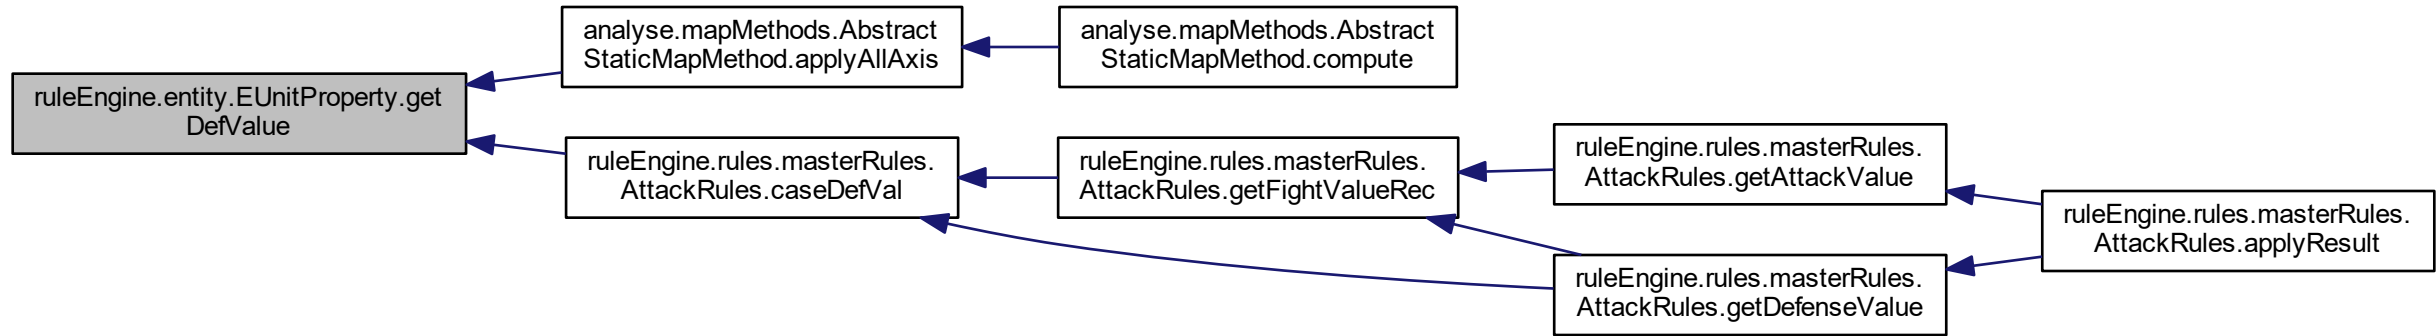 ruleEngine.entity.EUnitProperty.get
DefValue
analyse.mapMethods.Abstract
StaticMapMethod.applyAllAxis
analyse.mapMethods.Abstract
StaticMapMethod.compute
ruleEngine.rules.masterRules.
AttackRules.caseDefVal
ruleEngine.rules.masterRules.
AttackRules.getFightValueRec
ruleEngine.rules.masterRules.
AttackRules.getAttackValue
ruleEngine.rules.masterRules.
AttackRules.applyResult
ruleEngine.rules.masterRules.
AttackRules.getDefenseValue